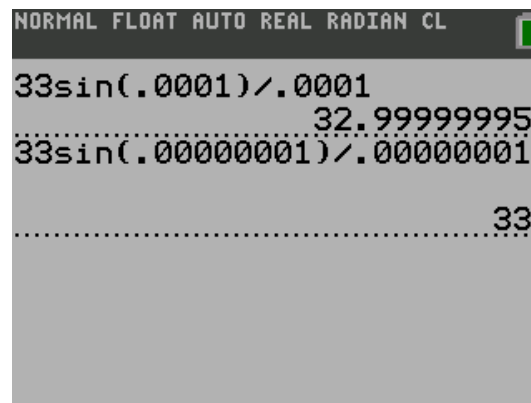 NORMAL FLOAT AUTO REAL RADIAN CL
33sin(.0001)/.0001
32.99999995
33sin(.00000001)/.00000001
33